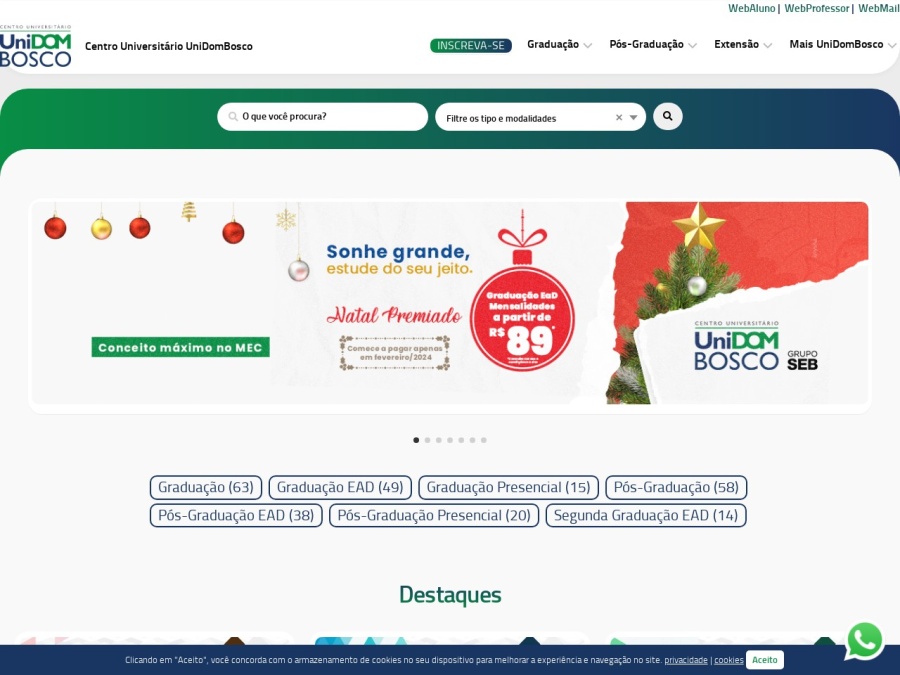 WebAluno | WebProfessor | WebMail
CENTRO UNIVERSITÁRIO
UniDOM
BOSCO
Centro Universitário UniDomBosco
INSCREVA-SE
Graduação
Pós-Graduação
Extensão
Mais UniDomBosco
O que você procura?
Filtre os tipo e modalidades
×
Sonhe grande,
estude do seu jeito.
Natal Premiado
Comece a pagar apenas
em fevereiro/2024
Conceito máximo no MEC
Graduação EaD
Mensalidades
a partir de
R$ 89*
CENTRO UNIVERSITÁRIO
UniDOM
BOSCO
GRUPO
SEB
Graduação (63)
Graduação EAD (49)
Graduação Presencial (15)
Pós-Graduação (58)
Pós-Graduação EAD (38)
Pós-Graduação Presencial (20)
Segunda Graduação EAD (14)
Destaques
Clicando em "Aceito", você concorda com o armazenamento de cookies no seu dispositivo para melhorar a experiência e navegação no site. privacidade | cookies
Aceito